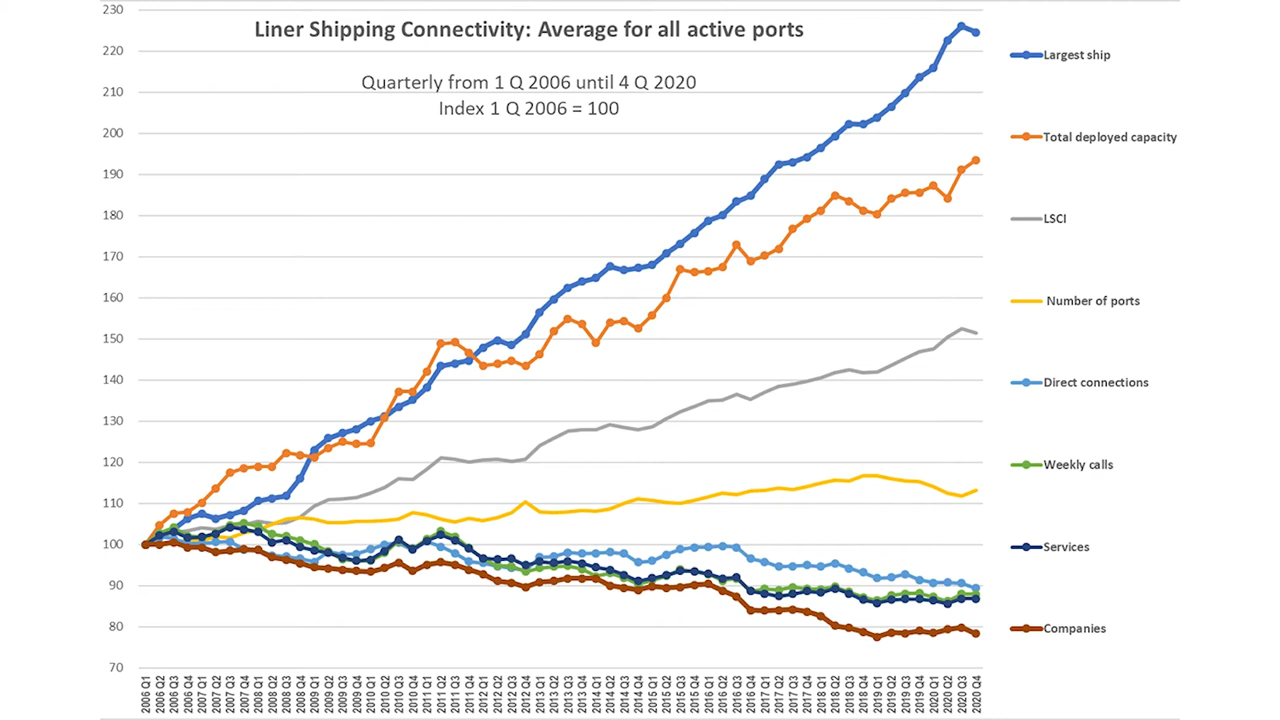 Liner Shipping Connectivity: Average for all active ports
Quarterly from 1 Q 2006 until 4 Q 2020
Index 1 Q 2006 = 100
230
220
210
200
190
180
170
160
150
140
130
120
110
100
90
80
70
2006 Q1
2006 Q2
2006 Q3
2006 Q4
2007 Q1
2007 Q2
2007 Q3
2007 Q4
2008 Q1
2008 Q2
2008 Q3
2008 Q4
2009 Q1
2009 Q2
2009 Q3
2009 Q4
2010 Q1
2010 Q2
2010 Q3
2010 Q4
2011 Q1
2011 Q2
2011 Q3
2011 Q4
2012 Q1
2012 Q2
2012 Q3
2012 Q4
2013 Q1
2013 Q2
2013 Q3
2013 Q4
2014 Q1
2014 Q2
2014 Q3
2014 Q4
2015 Q1
2015 Q2
2015 Q3
2015 Q4
2016 Q1
2016 Q2
2016 Q3
2016 Q4
2017 Q1
2017 Q2
2017 Q3
2017 Q4
2018 Q1
2018 Q2
2018 Q3
2018 Q4
2019 Q1
2019 Q2
2019 Q3
2019 Q4
2020 Q1
2020 Q2
2020 Q3
2020 Q4
Largest ship
Total deployed capacity
LSCI
Number of ports
Direct connections
Weekly calls
Services
Companies